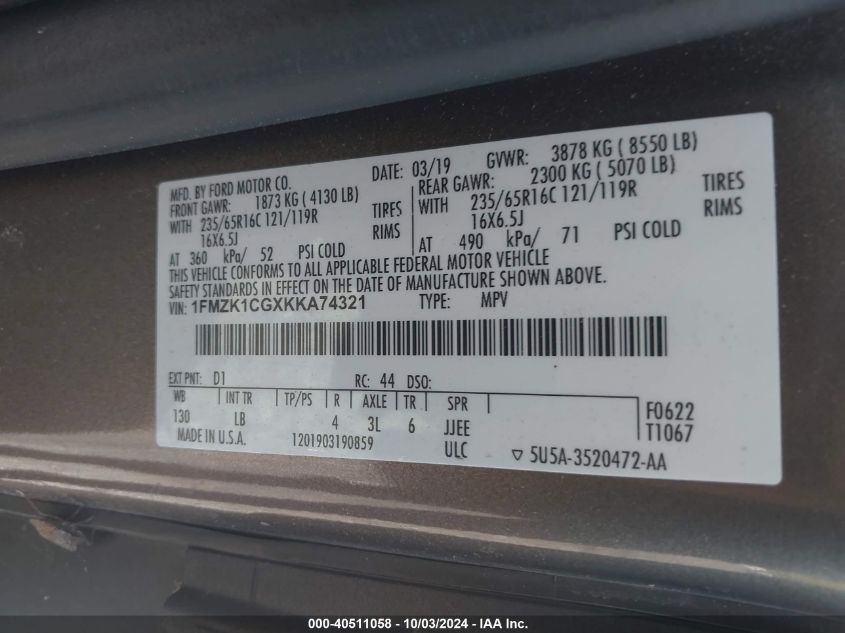 MFD. BY FORD MOTOR CO. DATE: 03/19 GVWR: 3878 KG ( 8550 LB)
FRONT GAWR: 1873 KG ( 4130 LB) REAR GAWR: 2300 KG ( 5070 LB)
WITH 235/65R16C 121/119R TIRES WITH 235/65R16C 121/119R TIRES
16X6.5J RIMS 16X6.5J RIMS
AT 360 kPa/ 52 PSI COLD AT 490 kPa/ 71 PSI COLD
THIS VEHICLE CONFORMS TO ALL APPLICABLE FEDERAL MOTOR VEHICLE
SAFETY STANDARDS IN EFFECT ON THE DATE OF MANUFACTURE SHOWN ABOVE.
VIN: 1FMZK1CGXKKA74321 TYPE: MPV
EXT PNT: D1 RC: 44 DSO:
WB INT TR TP/PS R AXLE TR SPR F0622
130 LB 4 3L 6 JJEE T1067
MADE IN U.S.A. 1201903190859 ULC ▽ 5U5A-3520472-AA
000-40511058 - 10/03/2024 - IAA Inc.